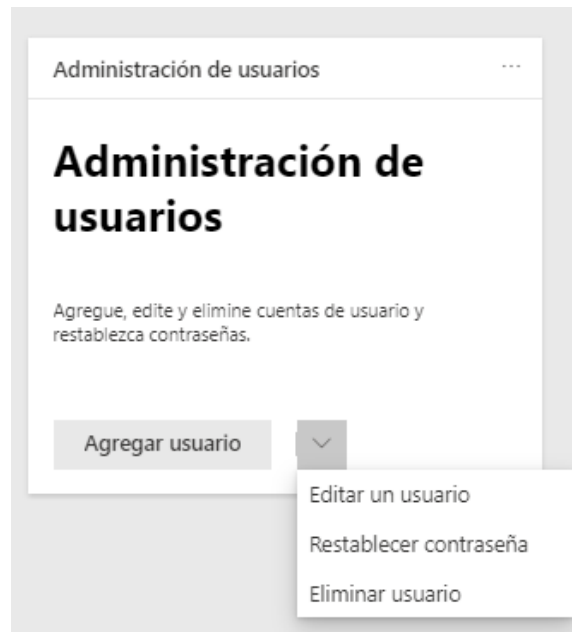 Administración de usuarios
...
Administración de
usuarios
Agregue, edite y elimine cuentas de usuario y
restablezca contraseñas.
Agregar usuario
Editar un usuario
Restablecer contraseña
Eliminar usuario